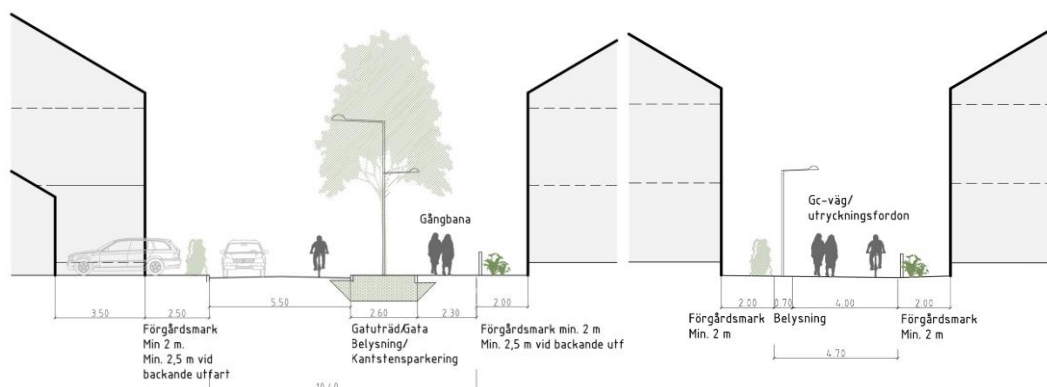 Gångbana
Gc-väg/
utryckningsfordon
3.50
2.50
5.50
2.60
2.30
2.00
Förgårdsmark
Min 2 m.
Min. 2,5 m vid
backande utfart
Gatuträd/Gata
Belysning/
Kantstensparkering
Förgårdsmark min. 2 m
Min. 2,5 m vid backande utf
10.40
2.00
0.70
4.00
2.00
Förgårdsmark
Min. 2 m
Belysning
Förgårdsmark
Min. 2 m
4.70